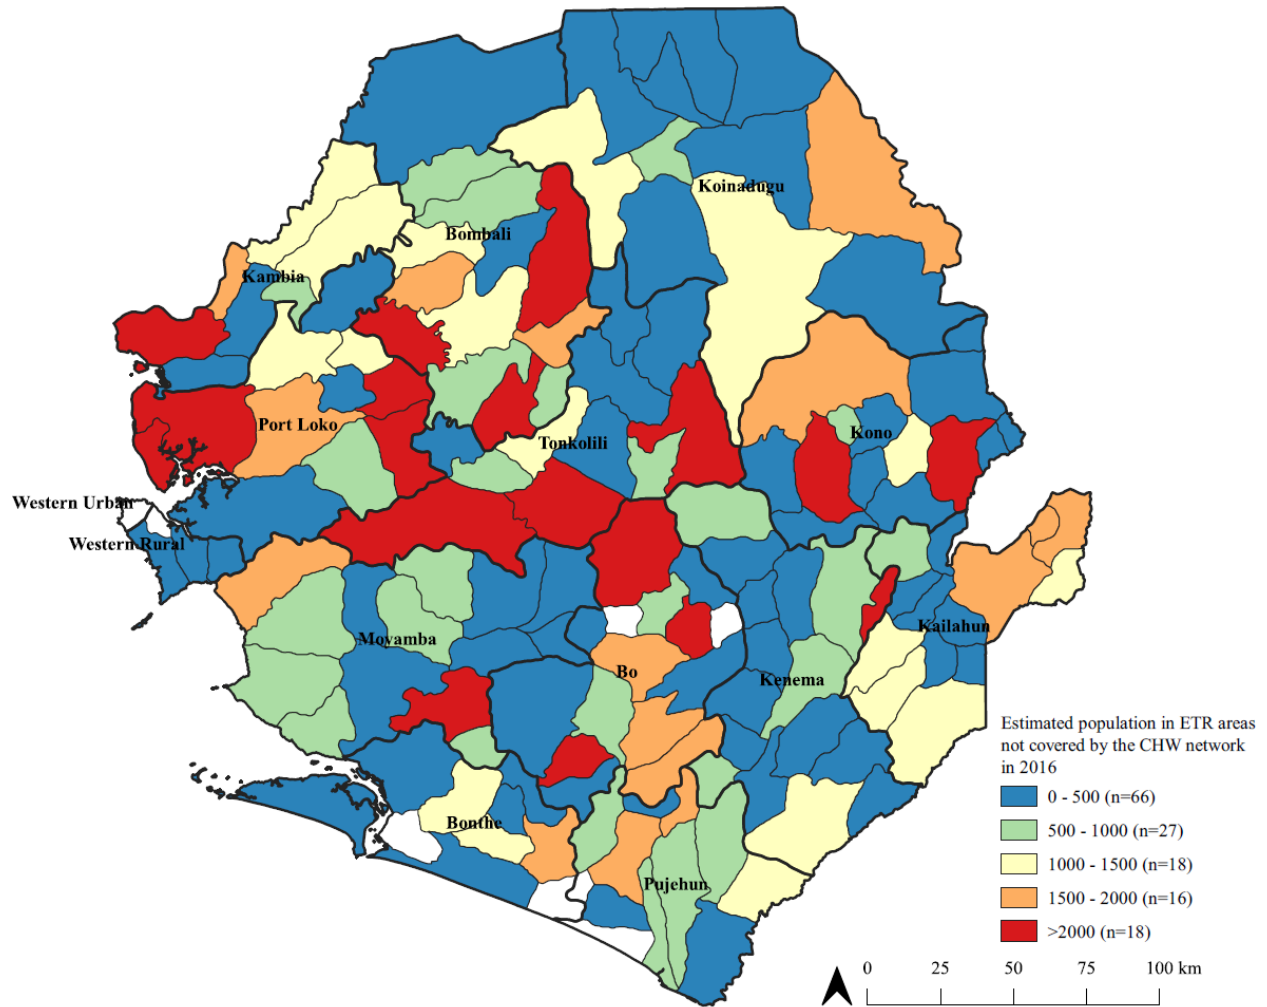 Koinadugu
Bombali
Kambia
Port Loko
Kono
Tonkolili
Western Urban
Western Rural
Kailahun
Moyamba
Bo
Kenema
Estimated population in ETR areas
not covered by the CHW network
in 2016
0 - 500 (n=66)
500 - 1000 (n=27)
Bonthe
1000 - 1500 (n=18)
Pujehun
1500 - 2000 (n=16)
>2000 (n=18)
0 25 50 75 100 km